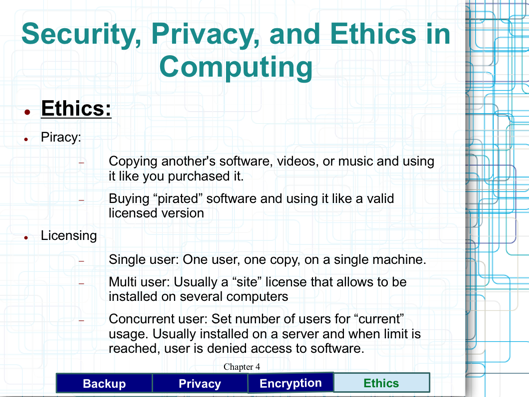 Security, Privacy, and Ethics in
Computing
● Ethics:
● Piracy:
– Copying another's software, videos, or music and using
it like you purchased it.
– Buying “pirated” software and using it like a valid
licensed version
● Licensing
– Single user: One user, one copy, on a single machine.
– Multi user: Usually a “site” license that allows to be
installed on several computers
– Concurrent user: Set number of users for “current”
usage. Usually installed on a server and when limit is
reached, user is denied access to software.
Chapter 4
Backup Privacy Encryption Ethics